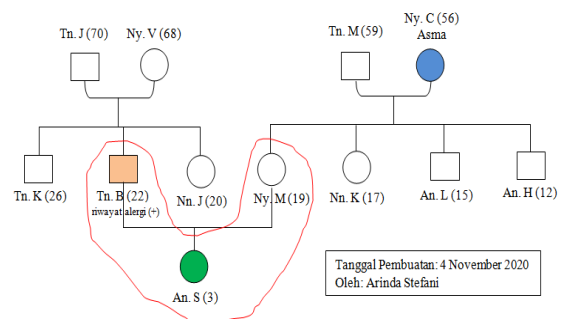 Tn. J (70)
Ny. V (68)
Tn. M (59)
Ny. C (56)
Asma
Tn. K (26)
Tn. B (22)
riwayat alergi (+)
Nn. J (20)
Ny. M (19)
Nn. K (17)
An. L (15)
An. H (12)
An. S (3)
Tanggal Pembuatan: 4 November 2020
Oleh: Arinda Stefani